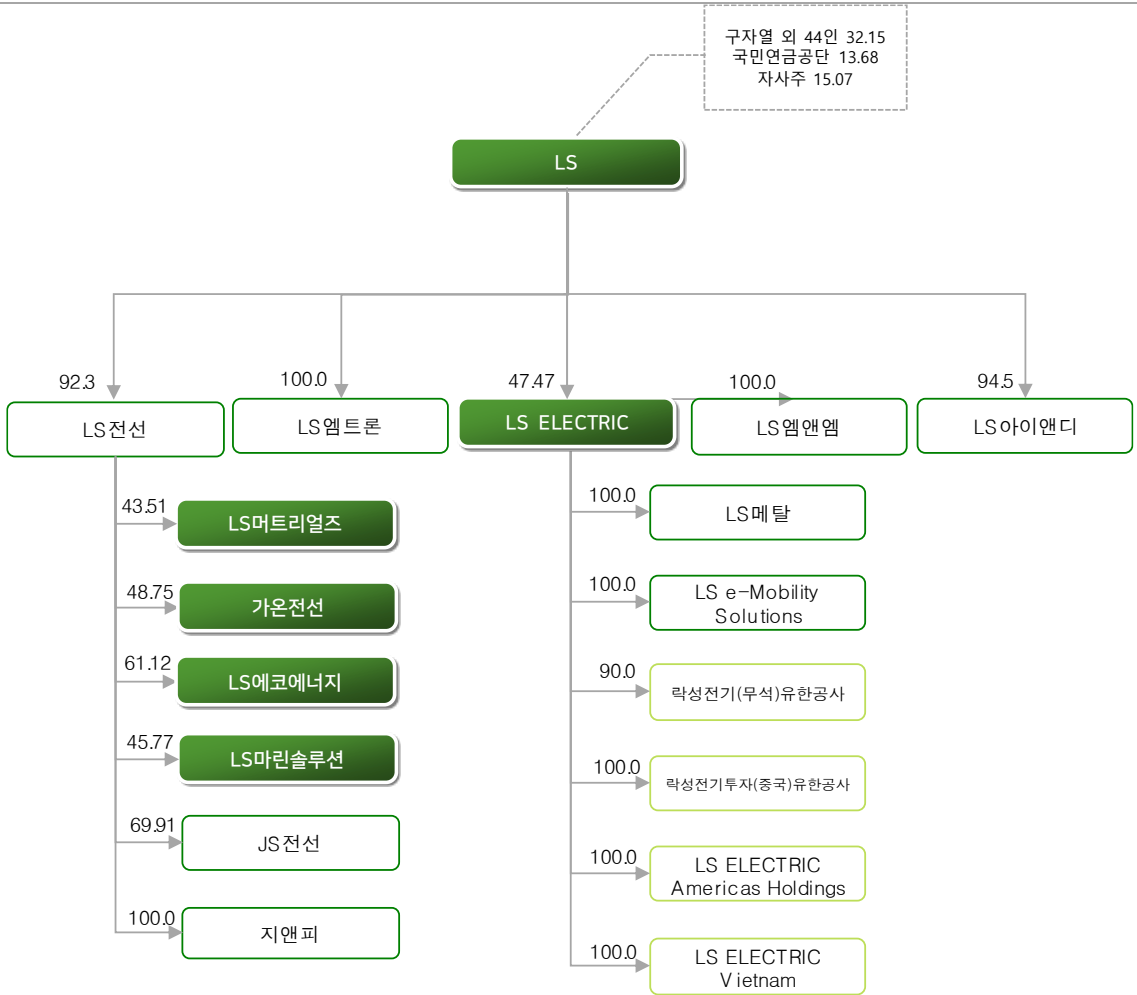 구자열 외 44인 32.15
국민연금공단 13.68
자사주 15.07
LS
92.3
LS전선
100.0
LS엠트론
47.47
LS ELECTRIC
100.0
LS엠앤엠
94.5
LS아이앤디
43.51
LS머트리얼즈
48.75
가온전선
61.12
LS에코에너지
45.77
LS마린솔루션
69.91
JS전선
100.0
지앤피
100.0
LS메탈
100.0
LS e-Mobility
Solutions
90.0
락성전기(무석)유한공사
100.0
락성전기투자(중국)유한공사
100.0
LS ELECTRIC
Americas Holdings
100.0
LS ELECTRIC
Vietnam